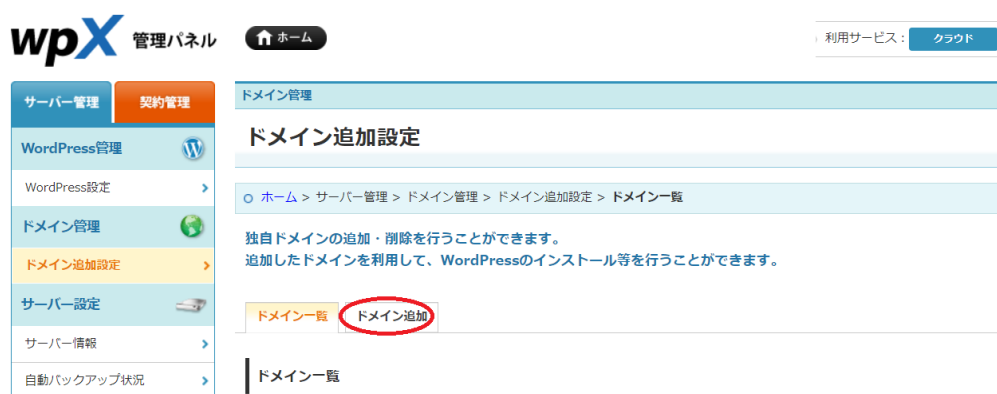 wpX 管理パネル
ホーム
利用サービス： クラウド
サーバー管理 契約管理
WordPress管理
WordPress設定
ドメイン管理
ドメイン追加設定
サーバー設定
サーバー情報
自動バックアップ状況
ドメイン管理
ドメイン追加設定
ホーム > サーバー管理 > ドメイン管理 > ドメイン追加設定 > ドメイン一覧
独自ドメインの追加・削除を行うことができます。
追加したドメインを利用して、WordPressのインストール等を行うことができます。
ドメイン一覧 ドメイン追加
ドメイン一覧